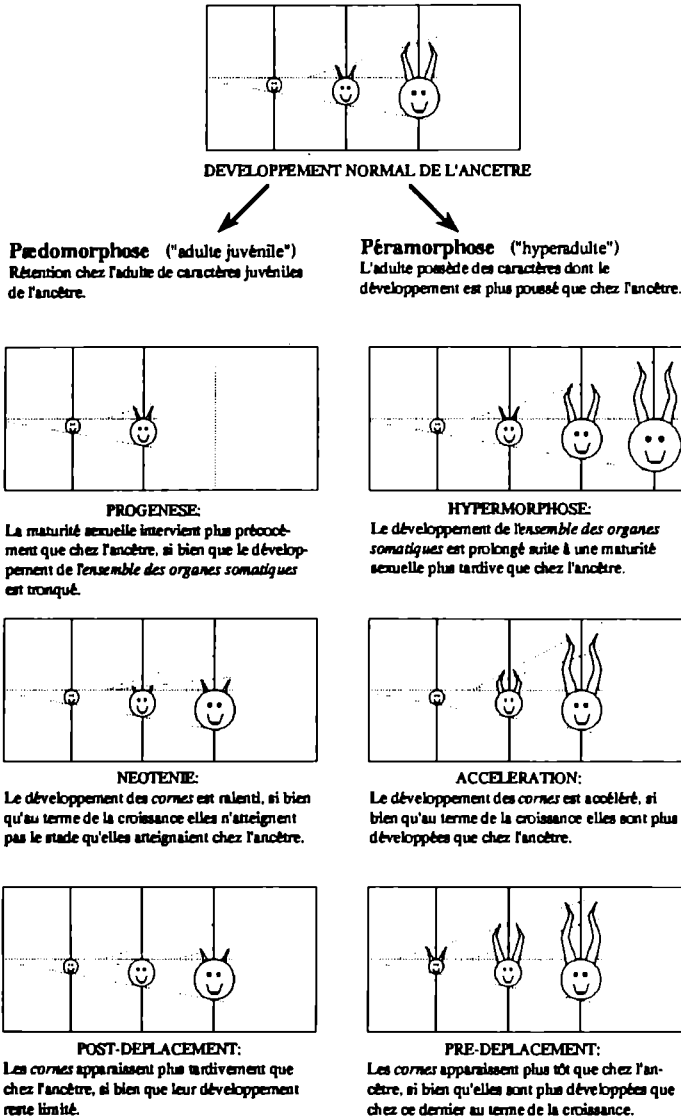 DEVELOPPEMENT NORMAL DE L'ANCETRE
Pædomorphose ("adulte juvénile")
Rétention chez l'adulte de caractères juvéniles
de l'ancêtre.
Péramorphose ("hyperadulte")
L'adulte possède des caractères dont le
développement est plus poussé que chez l'ancêtre.
PROGENESE:
La maturité sexuelle intervient plus précocé-
ment que chez l'ancêtre, si bien que le dévelop-
pement de l'ensemble des organes somatiques
est tronqué.
HYPERMORPHOSE:
Le développement de l'ensemble des organes
somatiques est prolongé suite à une maturité
sexuelle plus tardive que chez l'ancêtre.
NEOTENIE:
Le développement des cornes est ralenti, si bien
qu'au terme de la croissance elles n'atteignent
pas le stade qu'elles atteignaient chez l'ancêtre.
ACCELERATION:
Le développement des cornes est accéléré, si
bien qu'au terme de la croissance elles sont plus
développées que chez l'ancêtre.
POST-DEPLACEMENT:
Les cornes apparaissent plus tardivement que
chez l'ancêtre, si bien que leur développement
reste limité.
PRE-DEPLACEMENT:
Les cornes apparaissent plus tôt que chez l'an-
cêtre, si bien qu'elles sont plus développées que
chez ce dernier au terme de la croissance.